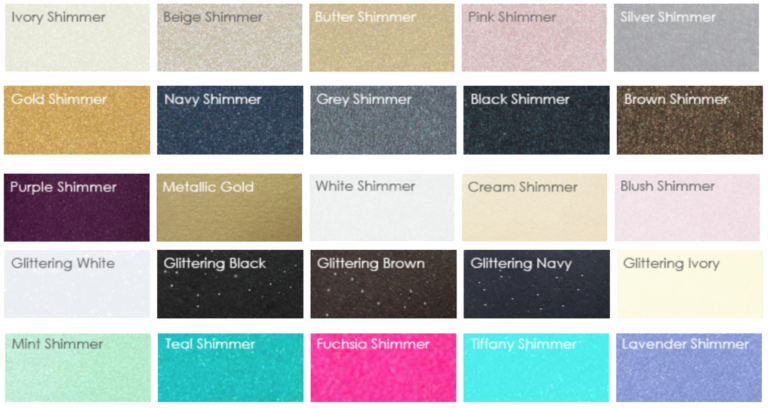 Ivory Shimmer
Beige Shimmer
Butter Shimmer
Pink Shimmer
Silver Shimmer
Gold Shimmer
Navy Shimmer
Grey Shimmer
Black Shimmer
Brown Shimmer
Purple Shimmer
Metallic Gold
White Shimmer
Cream Shimmer
Blush Shimmer
Glittering White
Glittering Black
Glittering Brown
Glittering Navy
Glittering Ivory
Mint Shimmer
Teal Shimmer
Fuchsia Shimmer
Tiffany Shimmer
Lavender Shimmer